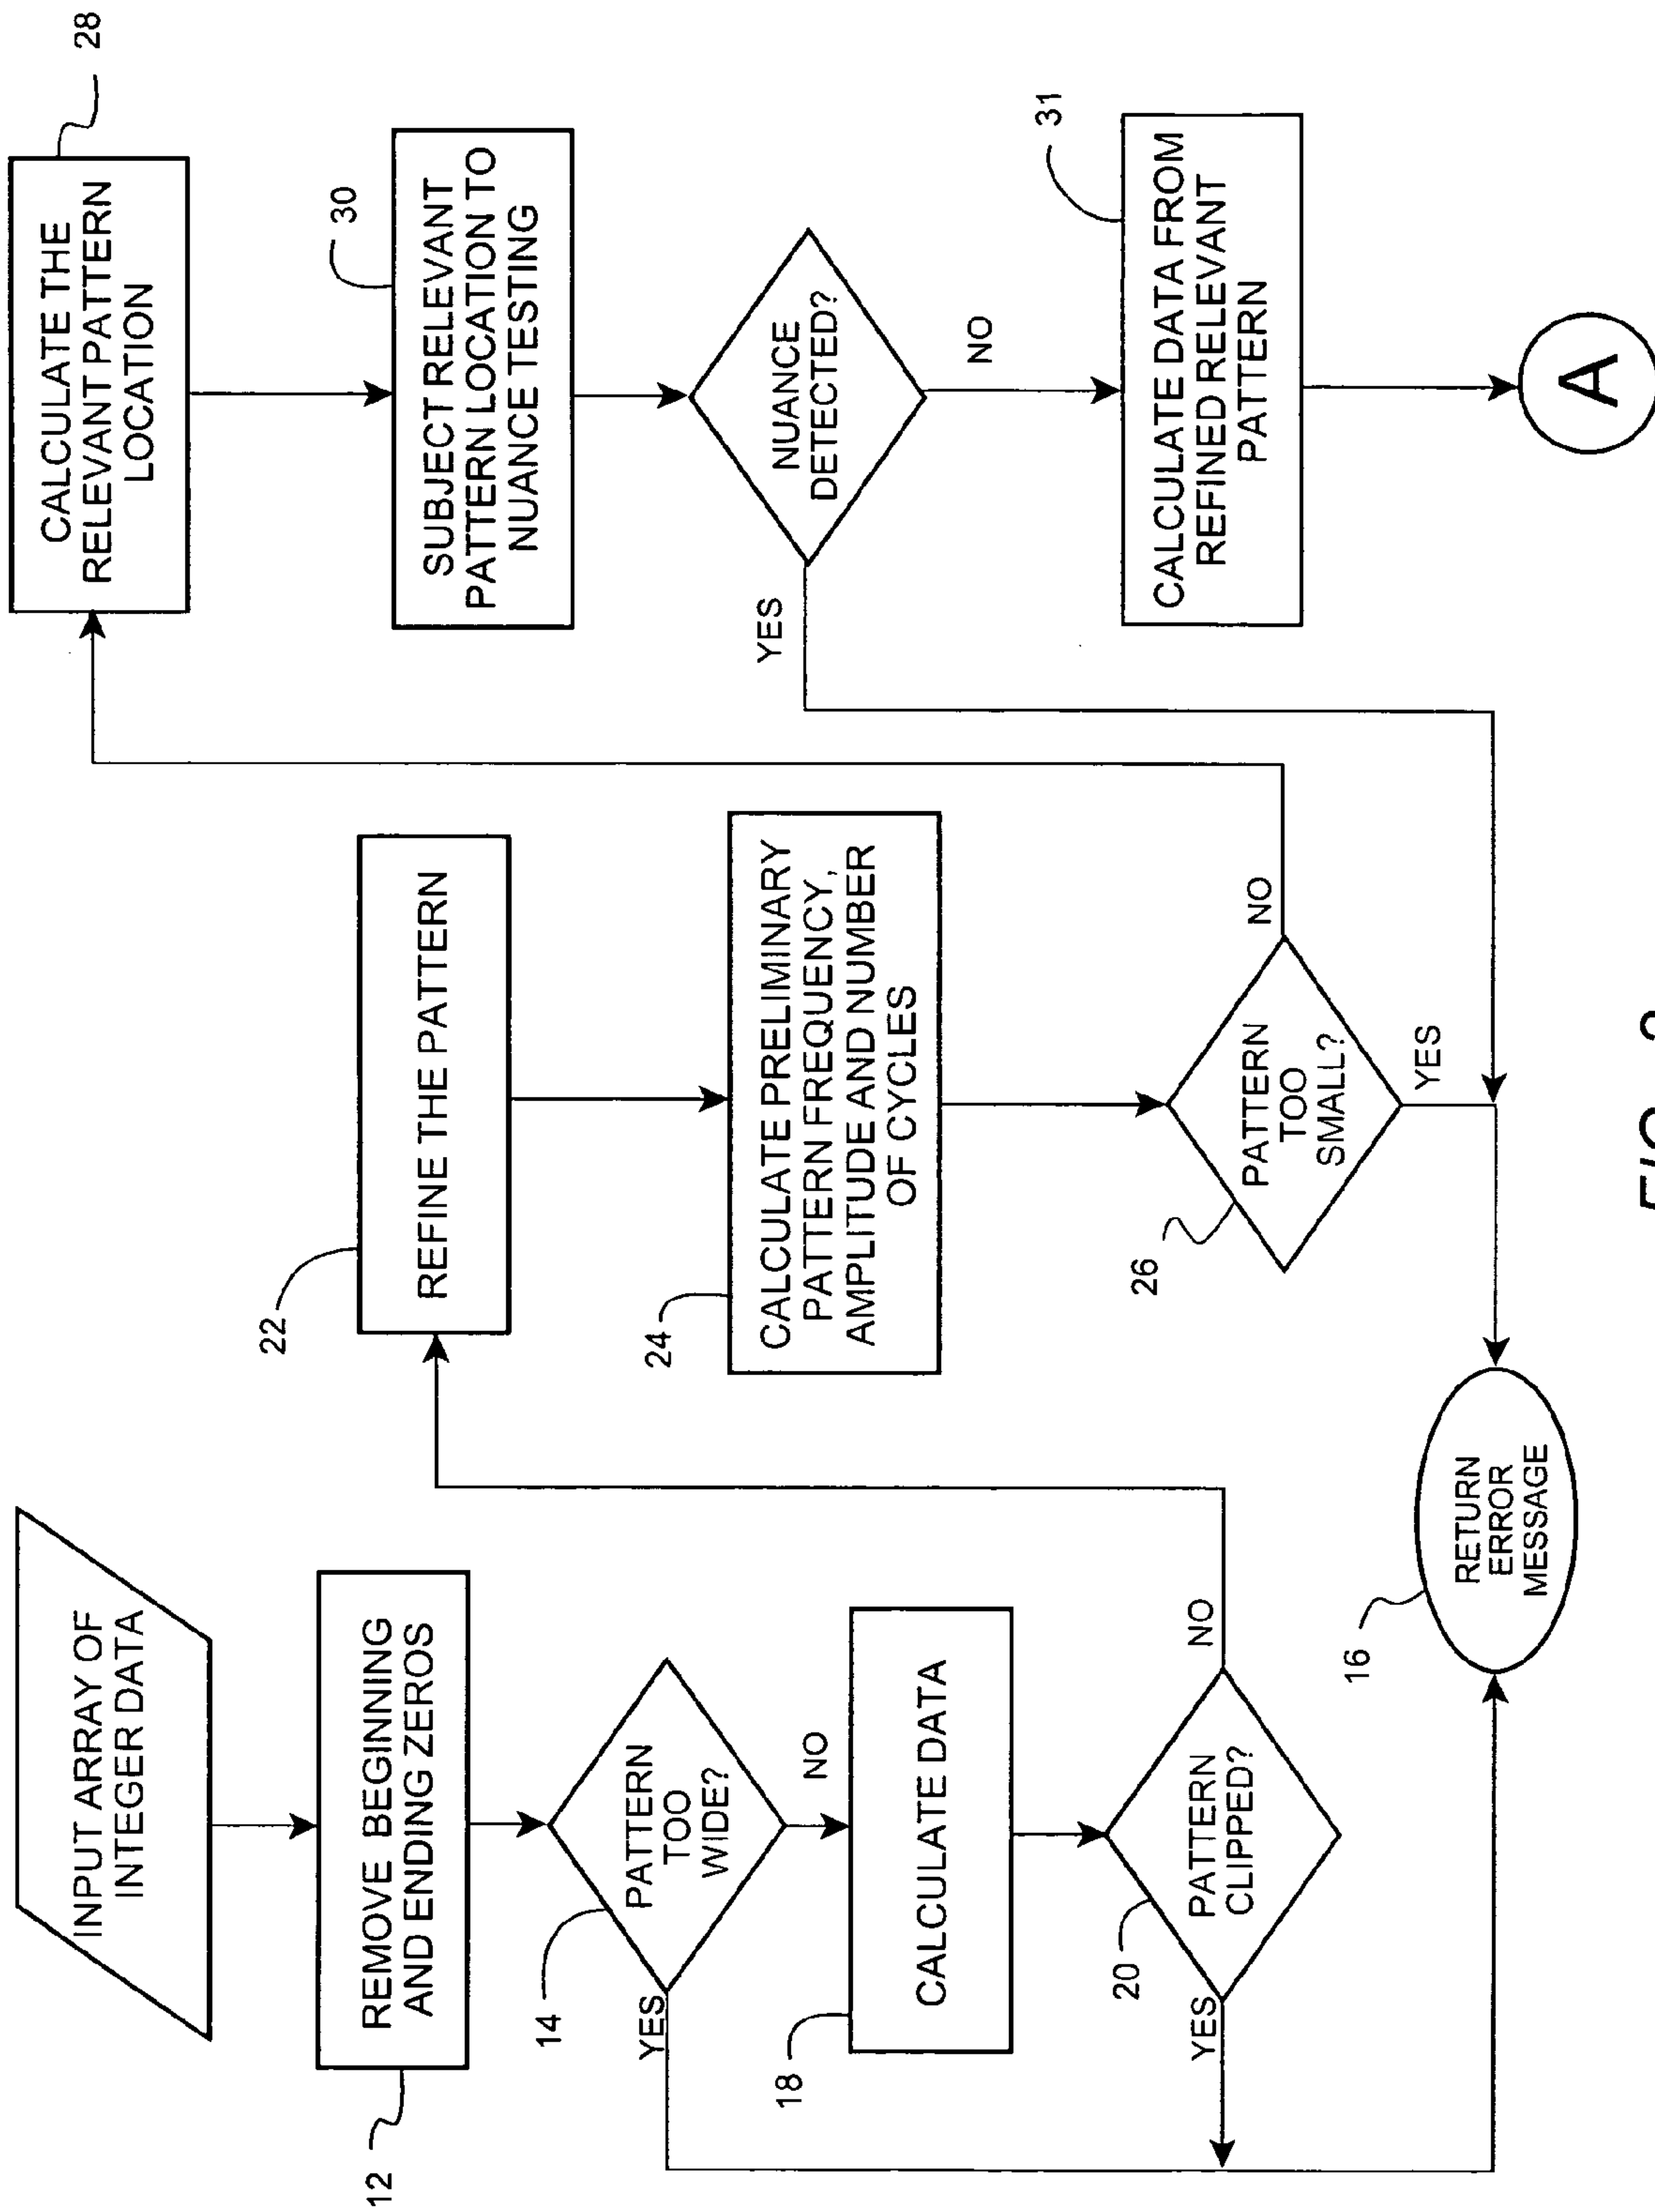 INPUT ARRAY OF
INTEGER DATA
12
REMOVE BEGINNING
AND ENDING ZEROS
14
PATTERN
TOO
WIDE?
YES
NO
18
CALCULATE DATA
20
PATTERN
CLIPPED?
YES
NO
16
RETURN
ERROR
MESSAGE
22
REFINE THE PATTERN
24
CALCULATE PRELIMINARY
PATTERN FREQUENCY,
AMPLITUDE AND NUMBER
OF CYCLES
26
PATTERN
TOO
SMALL?
NO
YES
28
CALCULATE THE
RELEVANT PATTERN
LOCATION
30
SUBJECT RELEVANT
PATTERN LOCATION TO
NUANCE TESTING
NUANCE
DETECTED?
YES
NO
31
CALCULATE DATA FROM
REFINED RELEVANT
PATTERN
A